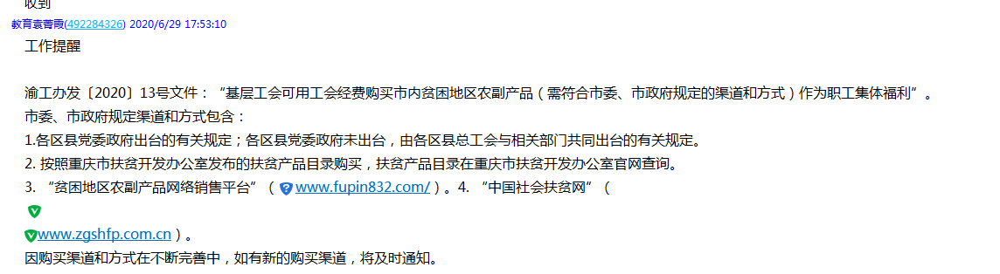 收到
教育袁菁霞(492284326) 2020/6/29 17:53:10
工作提醒
渝工办发〔2020〕13号文件：“基层工会可用工会经费购买市内贫困地区农副产品（需符合市委、市政府规定的渠道和方式）作为职工集体福利”。
市委、市政府规定渠道和方式包含：
1.各区县党委政府出台的有关规定；各区县党委政府未出台，由各区县总工会与相关部门共同出台的有关规定。
2. 按照重庆市扶贫开发办公室发布的扶贫产品目录购买，扶贫产品目录在重庆市扶贫开发办公室官网查询。
3. “贫困地区农副产品网络销售平台”（ www.fupin832.com/）。4. “中国社会扶贫网”（
www.zgshfp.com.cn）。
因购买渠道和方式在不断完善中，如有新的购买渠道，将及时通知。